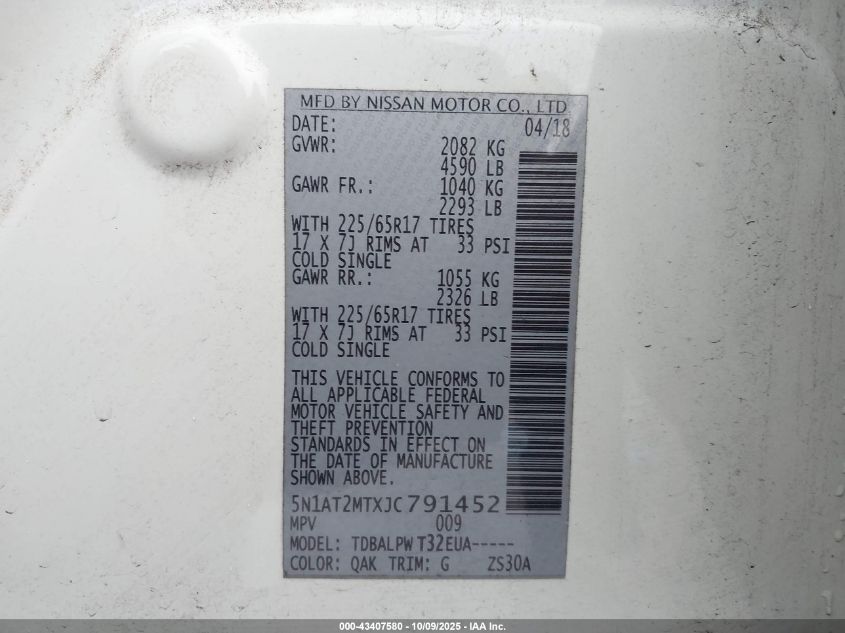 MFD BY NISSAN MOTOR CO., LTD.
DATE: 04/18
GVWR: 2082 KG
4590 LB
GAWR FR.: 1040 KG
2293 LB
WITH 225/65R17 TIRES
17 X 7J RIMS AT 33 PSI
COLD SINGLE
GAWR RR.: 1055 KG
2326 LB
WITH 225/65R17 TIRES
17 X 7J RIMS AT 33 PSI
COLD SINGLE
THIS VEHICLE CONFORMS TO
ALL APPLICABLE FEDERAL
MOTOR VEHICLE SAFETY AND
THEFT PREVENTION
STANDARDS IN EFFECT ON
THE DATE OF MANUFACTURE
SHOWN ABOVE.
5N1AT2MTXJC791452
MPV 009
MODEL: TDBALPW T32EUA-----
COLOR: QAK TRIM: G ZS30A
000-43407580 - 10/09/2025 - IAA Inc.